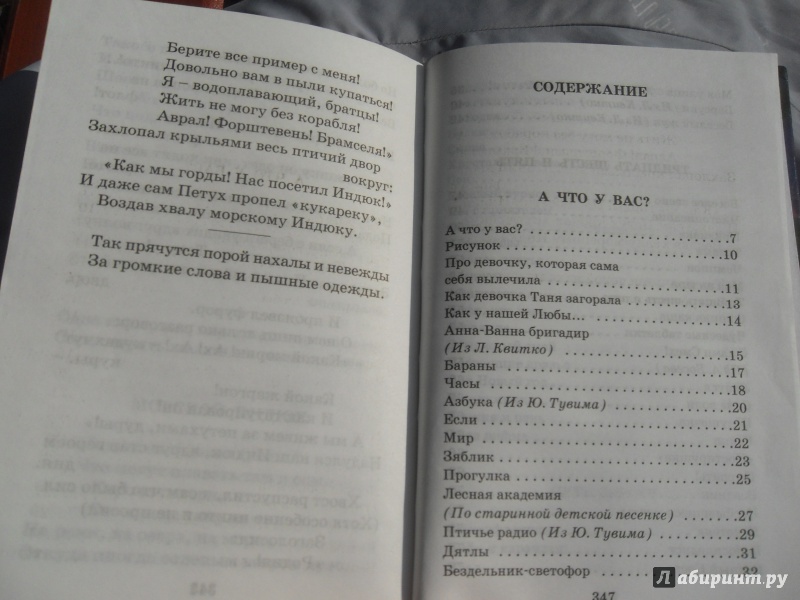 Берите все пример с меня!
Довольно вам в пыли купаться!
Я – водоплавающий, братцы!
Жить не могу без корабля!
Аврал! Форштевень! Брамселя!»
Захлопал крыльями весь птичий двор
вокруг:
«Как мы горды! Нас посетил Индюк!»
И даже сам Петух пропел «кукареку»,
Воздав хвалу морскому Индюку.
Так прячутся порой нахалы и невежды
За громкие слова и пышные одежды.
СОДЕРЖАНИЕ
А ЧТО У ВАС?
А что у вас? . . . . . . . . . . . . . . . . . . . . . . .7
Рисунок . . . . . . . . . . . . . . . . . . . . . . . . .10
Про девочку, которая сама
себя вылечила . . . . . . . . . . . . . . . . . . . .11
Как девочка Таня загорала . . . . . . . . . .13
Как у нашей Любы... . . . . . . . . . . . . . . .14
Анна-Ванна бригадир
(Из Л. Квитко) . . . . . . . . . . . . . . . . . . .15
Бараны . . . . . . . . . . . . . . . . . . . . . . . . .17
Часы . . . . . . . . . . . . . . . . . . . . . . . . . . .18
Азбука (Из Ю. Тувима) . . . . . . . . . . . . .20
Если . . . . . . . . . . . . . . . . . . . . . . . . . . .21
Мир . . . . . . . . . . . . . . . . . . . . . . . . . . . .22
Зяблик . . . . . . . . . . . . . . . . . . . . . . . . . .23
Прогулка . . . . . . . . . . . . . . . . . . . . . . . .25
Лесная академия
(По старинной детской песенке) . . . . . .27
Птичье радио (Из Ю. Тувима) . . . . . . . .29
Дятлы . . . . . . . . . . . . . . . . . . . . . . . . . .31
Бездельник-светофор . . . . . . . . . . . . . .32
347
Лабиринт.ру